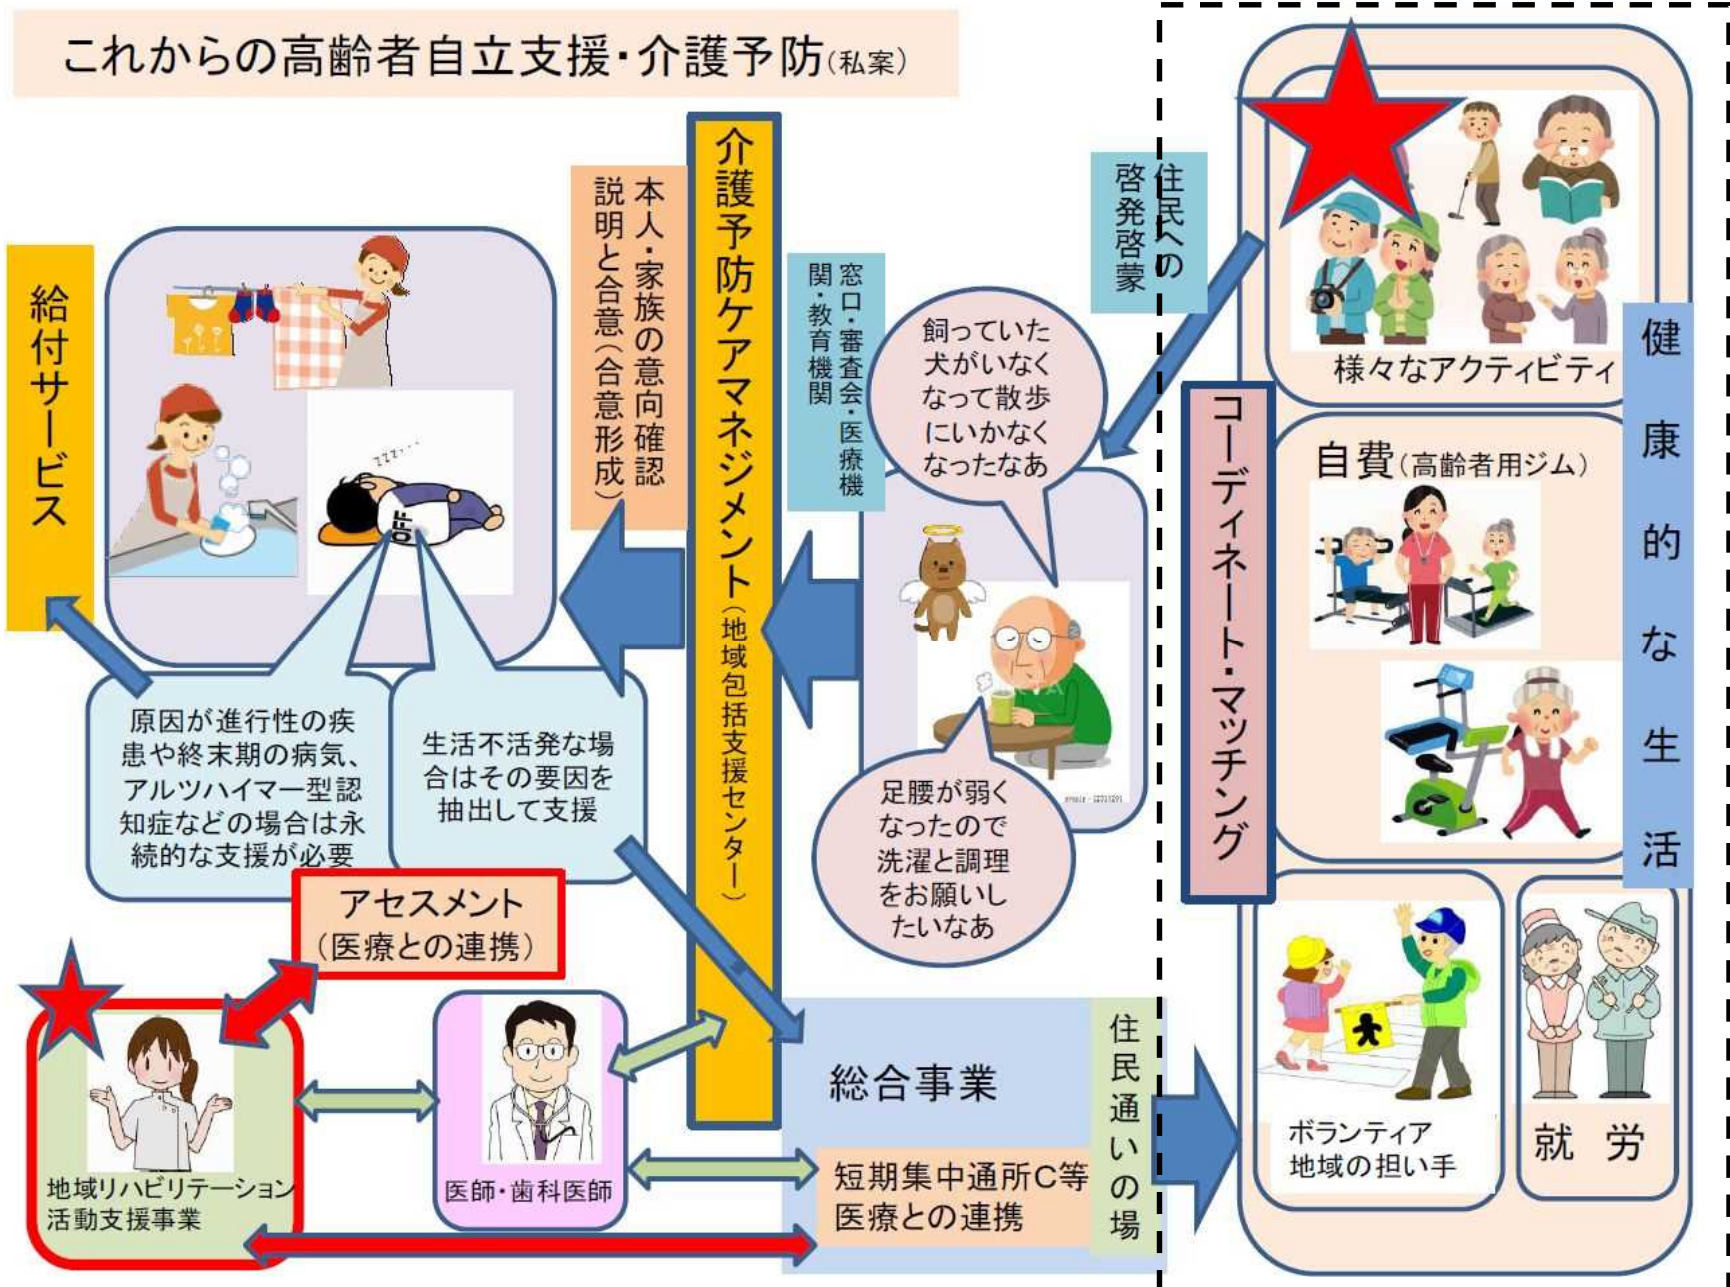 これからの高齢者自立支援・介護予防(私案)
給付サービス
本人・家族の意向確認
説明と合意(合意形成)
介護予防ケアマネジメント(地域包括支援センター)
窓口・審査会・医療機
関・教育機関
住民への
啓発啓蒙
飼っていた
犬がいなく
なって散歩
にいかなく
なったなあ
足腰が弱く
なったので
洗濯と調理
をお願いし
たいなあ
zzz...
OFF
原因が進行性の疾
患や終末期の病気、
アルツハイマー型認
知症などの場合は永
続的な支援が必要
生活不活発な場
合はその要因を
抽出して支援
アセスメント
(医療との連携)
地域リハビリテーション
活動支援事業
医師・歯科医師
総合事業
短期集中通所C等
医療との連携
住民通いの場
コーディネート・マッチング
健康的な生活
様々なアクティビティ
自費(高齢者用ジム)
ボランティア
地域の担い手
就労